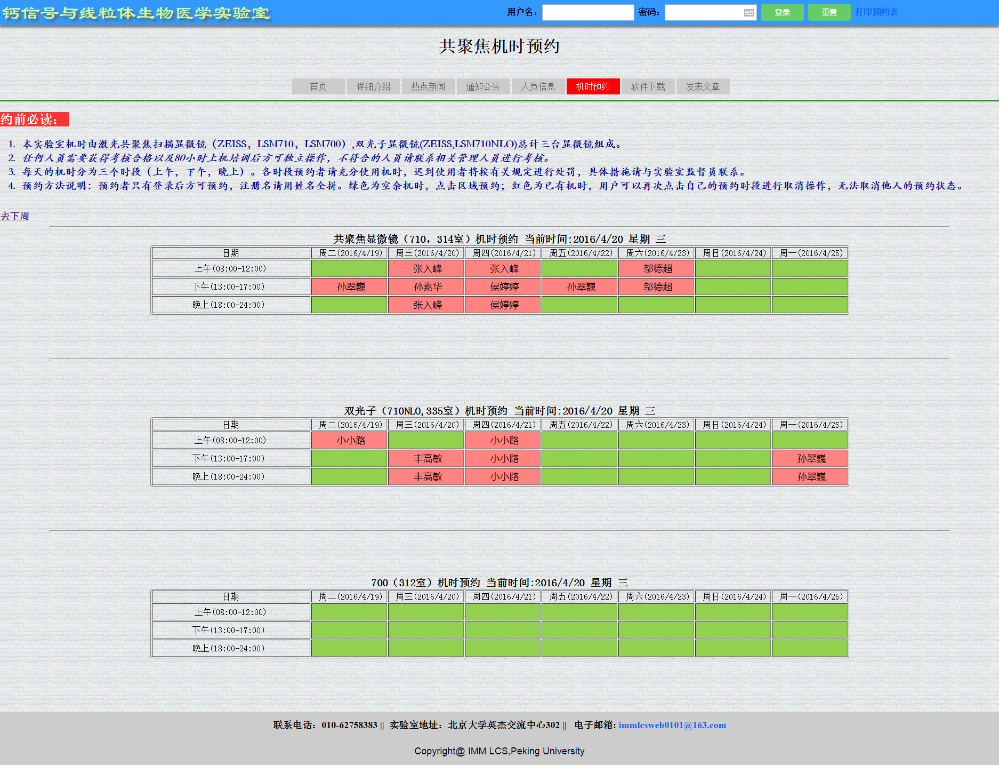 钙信号与线粒体生物医学实验室 用户名： 密码： 登录 重置 打印预约表
共聚焦机时预约
首页 详细介绍 热点新闻 通知公告 人员信息 机时预约 软件下载 发表文章
约前必读：
1. 本实验室机时由激光共聚焦扫描显微镜（ZEISS，LSM710，LSM700）,双光子显微镜(ZEISS,LSM710NLO)总计三台显微镜组成。
2. 任何人员需要获得考核合格以及80小时上机培训后方可独立操作，不符合的人员请联系相关管理人员进行考核。
3. 每天的机时分为三个时段（上午，下午，晚上）。各时段预约者请充分使用机时，迟到使用者将按有关规定进行处罚，具体措施请与实验室监督员联系。
4. 预约方法说明：预约者只有登录后方可预约，注册名请用姓名全拼。绿色为空余机时，点击区域预约；红色为已有机时，用户可以再次点击自己的预约时段进行取消操作，无法取消他人的预约状态。
去下周
共聚焦显微镜（710，314室）机时预约 当前时间:2016/4/20 星期 三
日期 周二(2016/4/19) 周三(2016/4/20) 周四(2016/4/21) 周五(2016/4/22) 周六(2016/4/23) 周日(2016/4/24) 周一(2016/4/25)
上午(08:00-12:00) 张入峰 张入峰 邬德超
下午(13:00-17:00) 孙翠巍 孙素华 侯婷婷 孙翠巍 邬德超
晚上(18:00-24:00) 张入峰 侯婷婷
双光子（710NLO,335室）机时预约 当前时间:2016/4/20 星期 三
日期 周二(2016/4/19) 周三(2016/4/20) 周四(2016/4/21) 周五(2016/4/22) 周六(2016/4/23) 周日(2016/4/24) 周一(2016/4/25)
上午(08:00-12:00) 小小路 小小路
下午(13:00-17:00) 丰高敏 小小路 孙翠巍
晚上(18:00-24:00) 丰高敏 小小路 孙翠巍
700（312室）机时预约 当前时间:2016/4/20 星期 三
日期 周二(2016/4/19) 周三(2016/4/20) 周四(2016/4/21) 周五(2016/4/22) 周六(2016/4/23) 周日(2016/4/24) 周一(2016/4/25)
上午(08:00-12:00)
下午(13:00-17:00)
晚上(18:00-24:00)
联系电话：010-62758383 || 实验室地址：北京大学英杰交流中心302 || 电子邮箱: immlcsweb0101@163.com
Copyright@ IMM LCS,Peking University